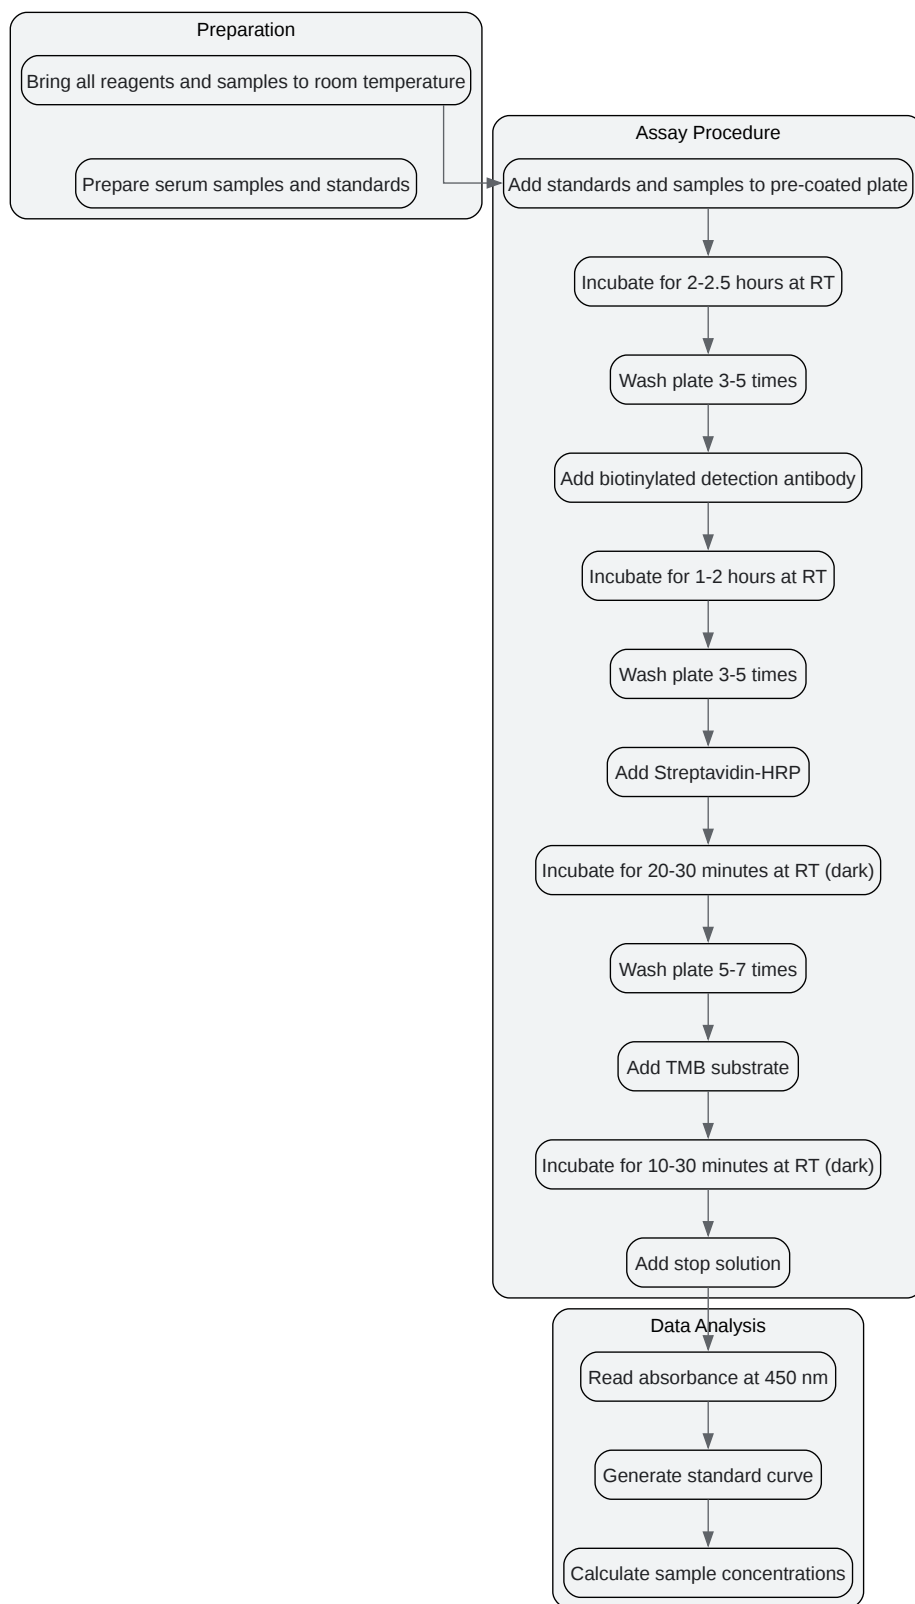 Preparation
Bring all reagents and samples to room temperature
Prepare serum samples and standards
Assay Procedure
Add standards and samples to pre-coated plate
Incubate for 2-2.5 hours at RT
Wash plate 3-5 times
Add biotinylated detection antibody
Incubate for 1-2 hours at RT
Wash plate 3-5 times
Add Streptavidin-HRP
Incubate for 20-30 minutes at RT (dark)
Wash plate 5-7 times
Add TMB substrate
Incubate for 10-30 minutes at RT (dark)
Add stop solution
Data Analysis
Read absorbance at 450 nm
Generate standard curve
Calculate sample concentrations